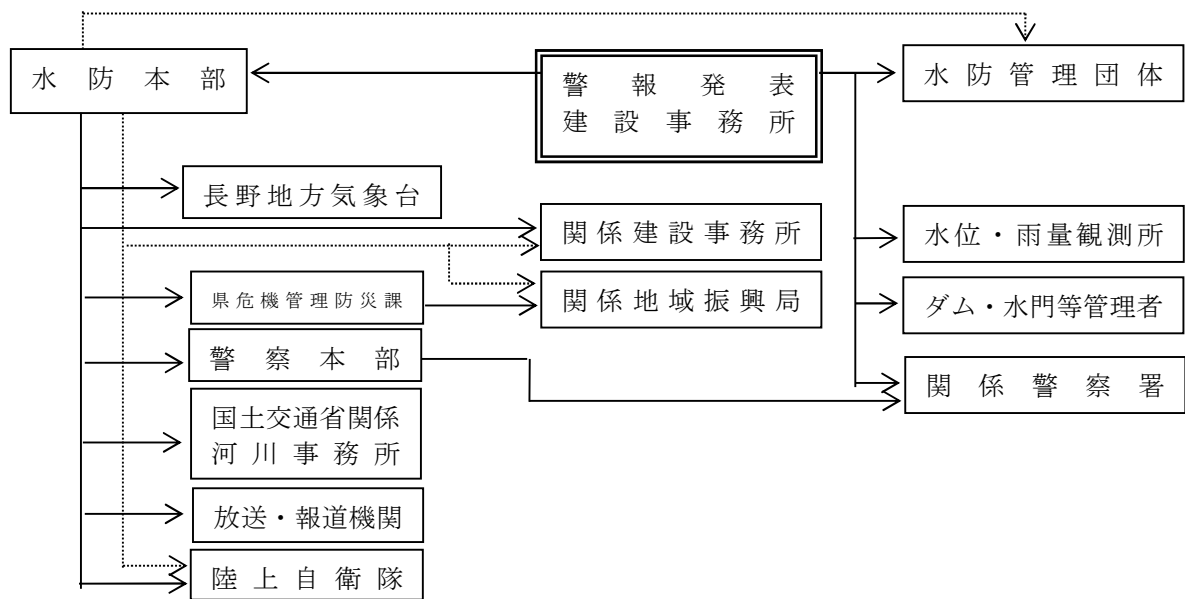 水防本部
警報発表
建設事務所
水防管理団体
長野地方気象台
関係建設事務所
水位・雨量観測所
県危機管理防災課
関係地域振興局
ダム・水門等管理者
警察本部
関係警察署
国土交通省関係
河川事務所
放送・報道機関
陸上自衛隊